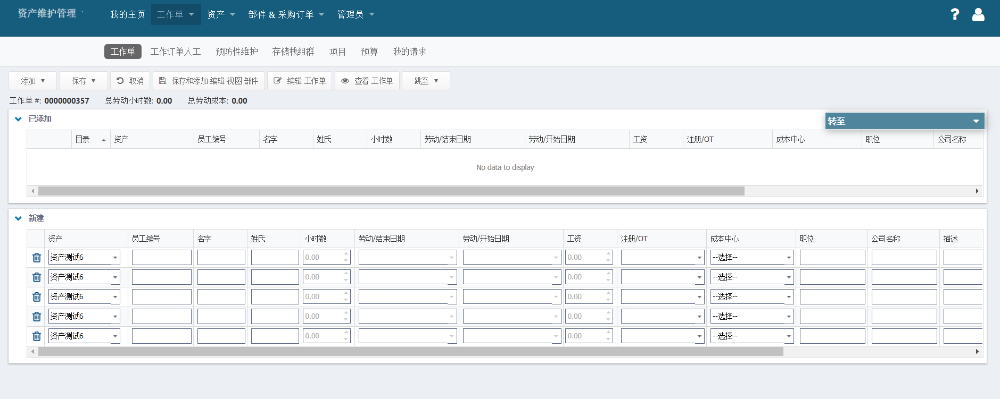 资产维护管理 我的主页 工作单 资产 部件 & 采购订单 管理员
工作单 工作订单人工 预防性维护 存储栈组群 项目 预算 我的请求
添加 保存 取消 保存和添加-编辑-视图 部件 编辑 工作单 查看 工作单 跳至
工作单 #: 0000000357 总劳动小时数: 0.00 总劳动成本: 0.00
已添加
转至
目录 资产 员工编号 名字 姓氏 小时数 劳动/结束日期 劳动/开始日期 工资 注册/OT 成本中心 职位 公司名称
No data to display
新建
资产 员工编号 名字 姓氏 小时数 劳动/结束日期 劳动/开始日期 工资 注册/OT 成本中心 职位 公司名称 描述
资产测试6 0.00 0.00 --选择--
资产测试6 0.00 0.00 --选择--
资产测试6 0.00 0.00 --选择--
资产测试6 0.00 0.00 --选择--
资产测试6 0.00 0.00 --选择--